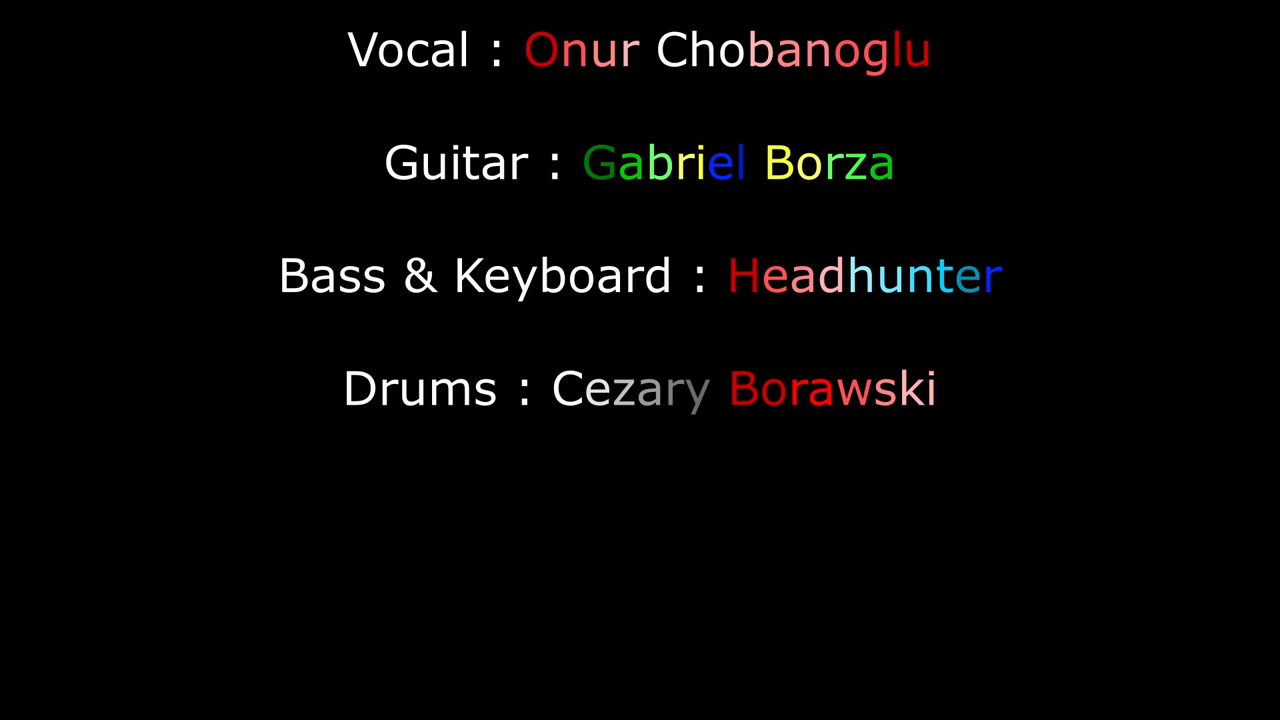 Vocal : Onur Chobanoglu
Guitar : Gabriel Borza
Bass & Keyboard : Headhunter
Drums : Cezary Borawski